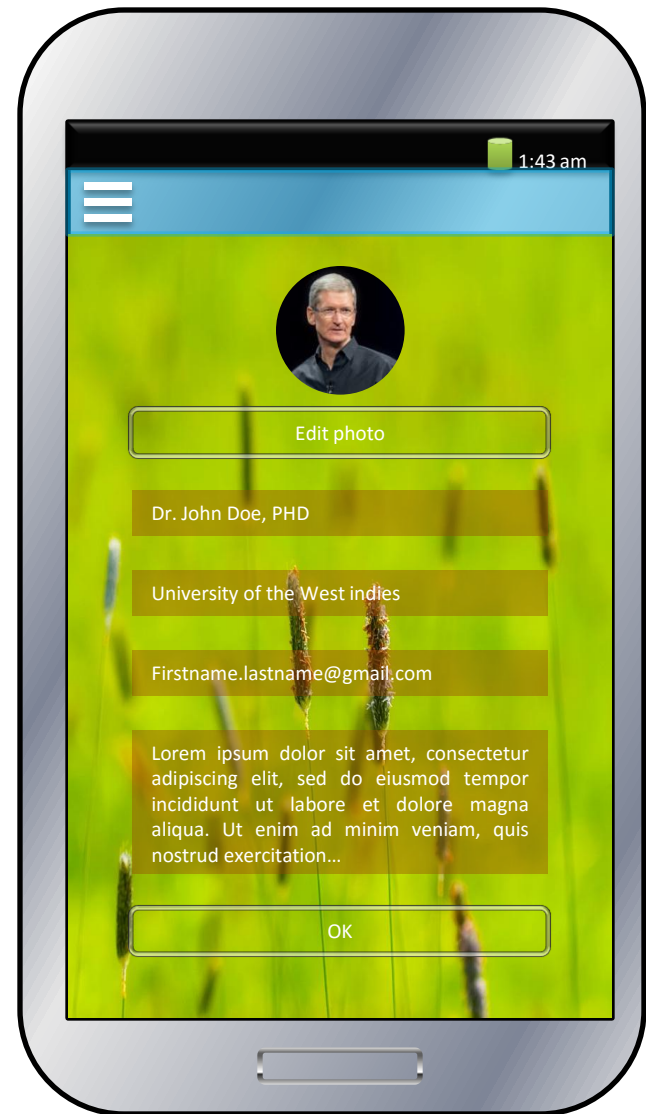 1:43 am
Edit photo
Dr. John Doe, PHD
University of the West indies
Firstname.lastname@gmail.com
Lorem ipsum dolor sit amet, consectetur
adipiscing elit, sed do eiusmod tempor
incididunt ut labore et dolore magna
aliqua. Ut enim ad minim veniam, quis
nostrud exercitation…
OK